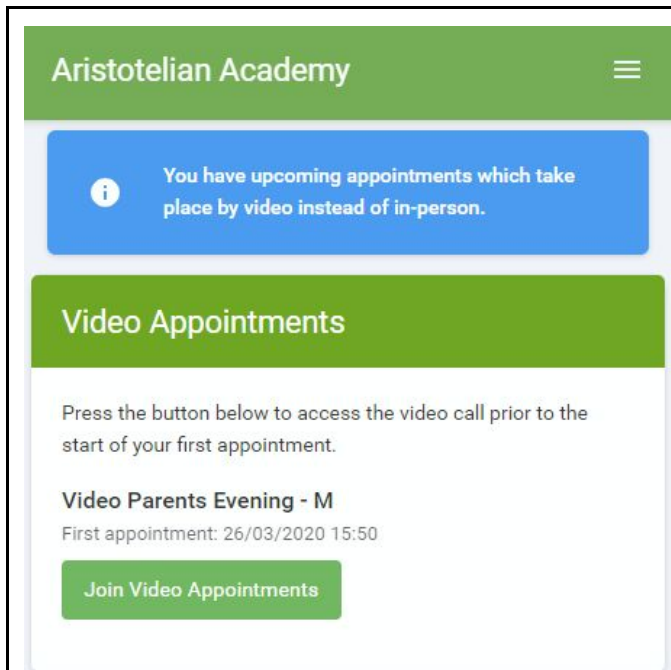 Aristotelian Academy
You have upcoming appointments which take
place by video instead of in-person.
Video Appointments
Press the button below to access the video call prior to the
start of your first appointment.
Video Parents Evening - M
First appointment: 26/03/2020 15:50
Join Video Appointments